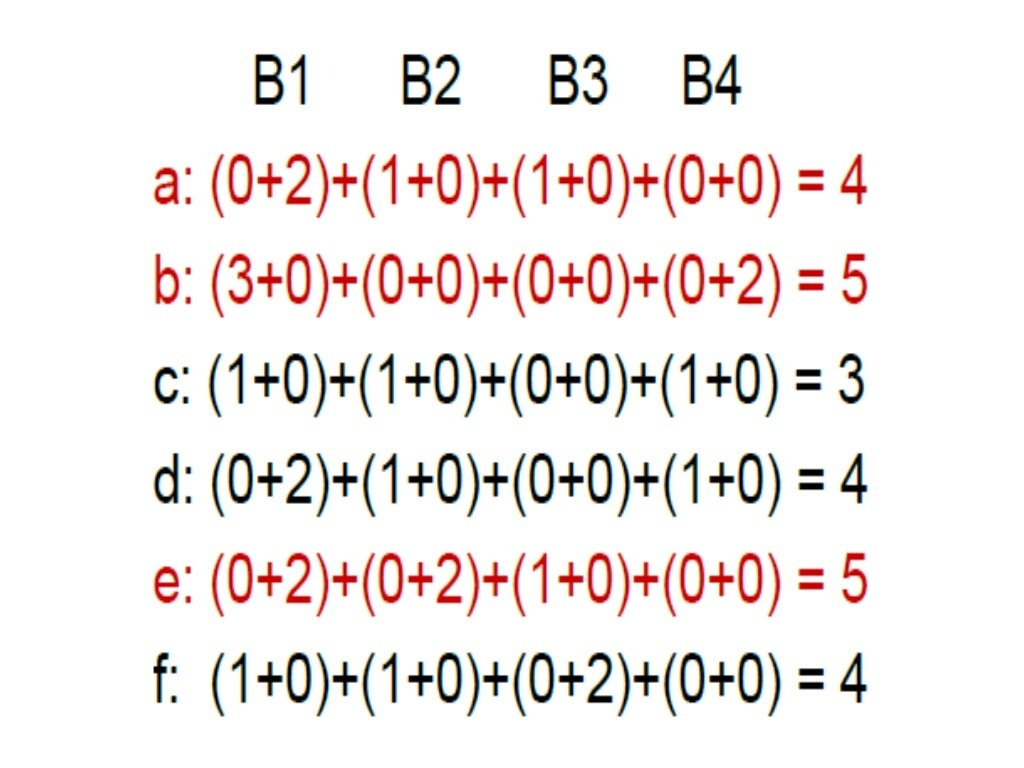 B1 B2 B3 B4
a: (0+2)+(1+0)+(1+0)+(0+0) = 4
b: (3+0)+(0+0)+(0+0)+(0+2) = 5
c: (1+0)+(1+0)+(0+0)+(1+0) = 3
d: (0+2)+(1+0)+(0+0)+(1+0) = 4
e: (0+2)+(0+2)+(1+0)+(0+0) = 5
f: (1+0)+(1+0)+(0+2)+(0+0) = 4